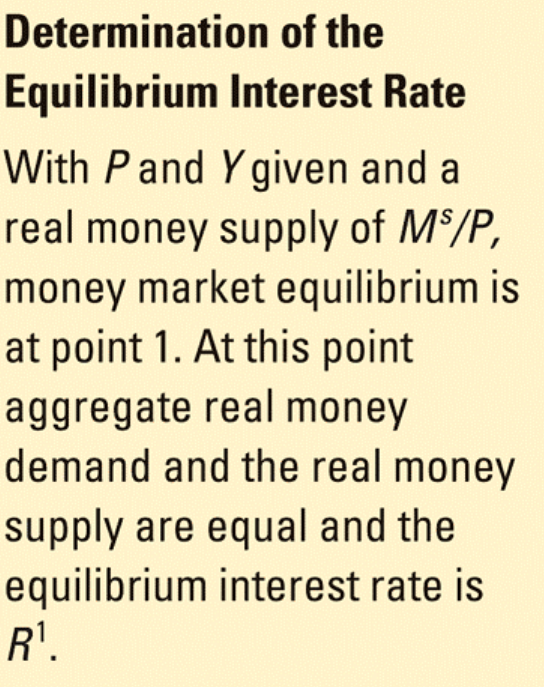 Determination of the
Equilibrium Interest Rate
With P and Y given and a
real money supply of Mˢ/P,
money market equilibrium is
at point 1. At this point
aggregate real money
demand and the real money
supply are equal and the
equilibrium interest rate is
R¹.